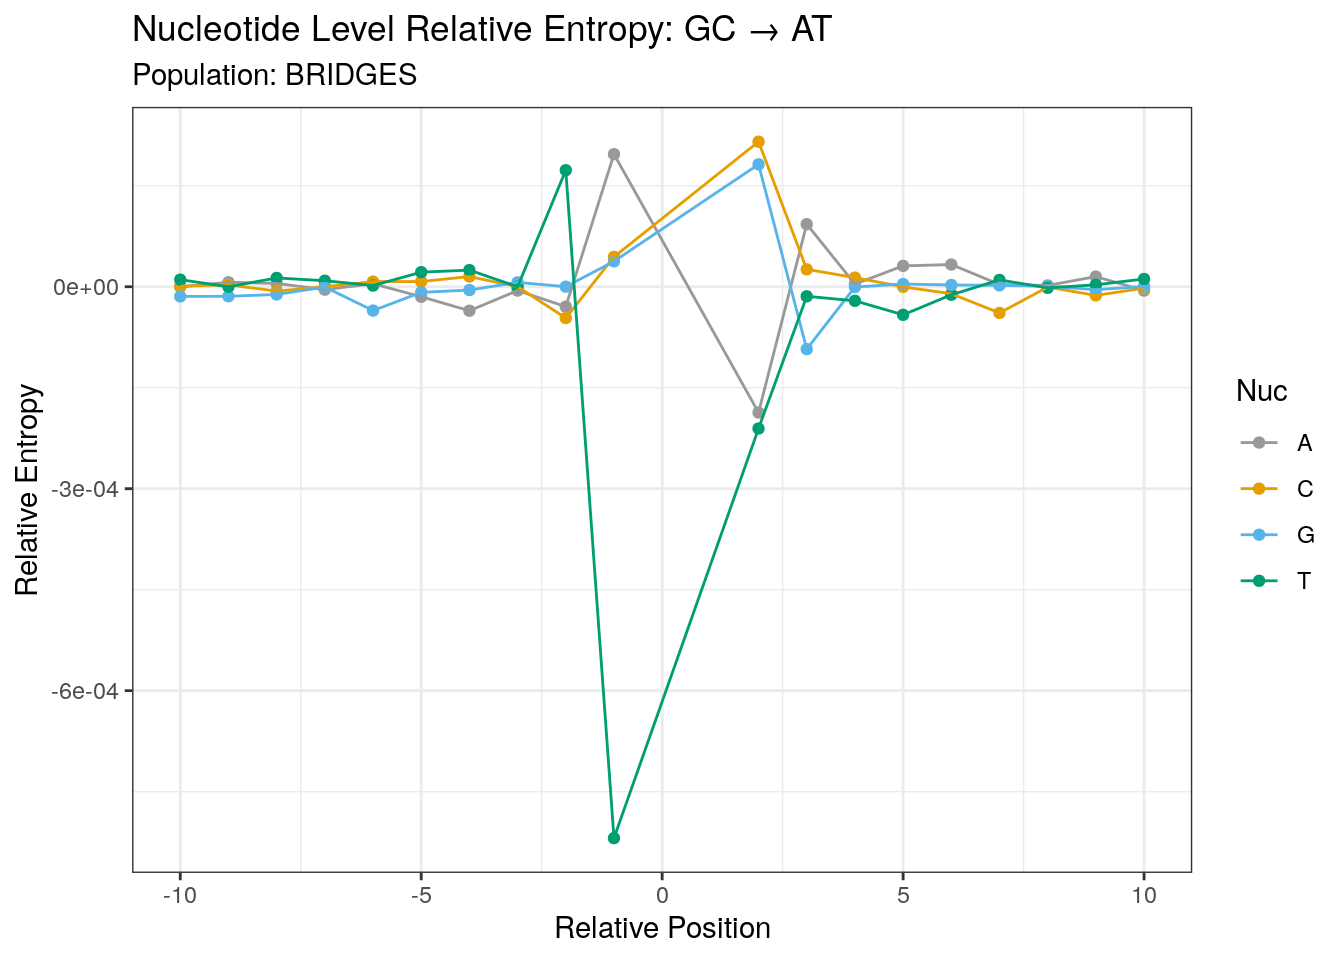 Nucleotide Level Relative Entropy: GC → AT
Population: BRIDGES
0e+00
-3e-04
-6e-04
Relative Entropy
-10
-5
0
5
10
Relative Position
Nuc
A
C
G
T